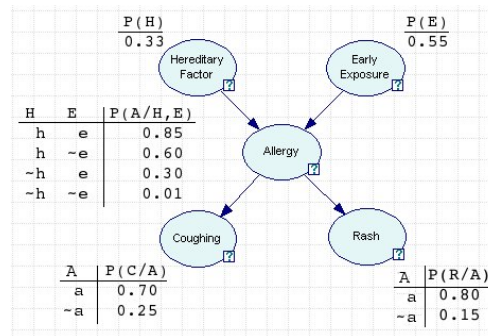 P(H)
0.33
P(E)
0.55
Hereditary
Factor
?
Early
Exposure
?
H E P(A/H,E)
h e 0.85
h ~e 0.60
~h e 0.30
~h ~e 0.01
Allergy
?
Coughing
?
Rash
?
A P(C/A)
a 0.70
~a 0.25
A P(R/A)
a 0.80
~a 0.15